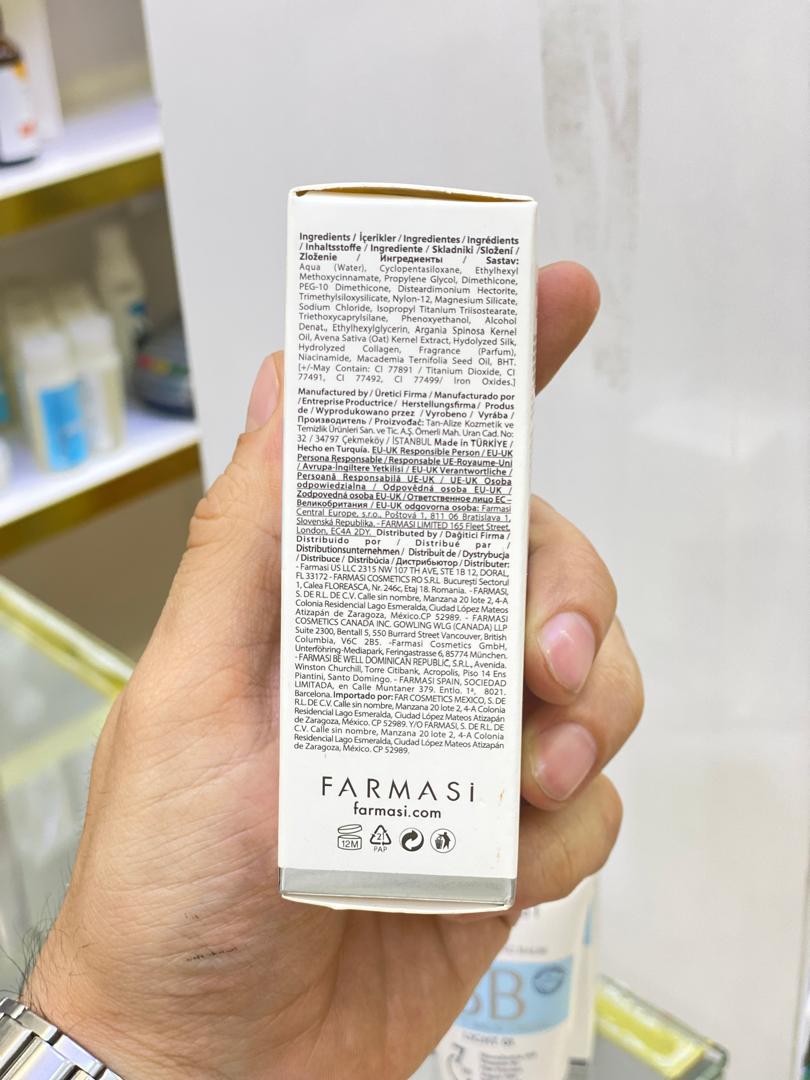 Ingredients / İçerikler / Ingredientes / Ingrédients
/ Inhaltsstoffe / Ingrediente / Skladniki /Složení /
Zloženie / Ингредиенты / Sastav:
Aqua (Water), Cyclopentasiloxane, Ethylhexyl
Methoxycinnamate, Propylene Glycol, Dimethicone,
PEG-10 Dimethicone, Disteardimonium Hectorite,
Trimethylsiloxysilicate, Nylon-12, Magnesium Silicate,
Sodium Chloride, Isopropyl Titanium Triisostearate,
Triethoxycaprylsilane, Phenoxyethanol, Alcohol
Denat., Ethylhexylglycerin, Argania Spinosa Kernel
Oil, Avena Sativa (Oat) Kernel Extract, Hydolyzed Silk,
Hydrolyzed Collagen, Fragrance (Parfum),
Niacinamide, Macademia Ternifolia Seed Oil, BHT.
[+/-May Contain: CI 77891 / Titanium Dioxide, CI
77491, CI 77492, CI 77499/ Iron Oxides.]
Manufactured by / Üretici Firma / Manufacturado por
/ Entreprise Productrice / Herstellungsfirma / Produs
de / Wyprodukowano przez / Vyrobeno / Vyrába /
Производитель / Proizvođač: Tan-Alize Kozmetik ve
Temizlik Ürünleri San. ve Tic. A.Ş. Ömerli Mah. Uran Cad. No:
32 / 34797 Çekmeköy / İSTANBUL Made in TÜRKİYE /
Hecho en Turquía. EU-UK Responsible Person / EU-UK
Persona Responsable / Responsable UE-Royaume-Uni
/ Avrupa-İngiltere Yetkilisi / EU-UK Verantwortliche /
Persoană Responsabilă UE-UK / UE-UK Osoba
odpowiedzialna / Odpovědná osoba EU-UK /
Zodpovedná osoba EU-UK / Ответственное лицо ЕС –
Великобритания / EU-UK odgovorna osoba: Farmasi
Central Europe, s.r.o., Poštová 1, 811 06 Bratislava 1,
Slovenská Republika. - FARMASI LIMITED 165 Fleet Street,
London, EC4A 2DY. Distributed by / Dağitici Firma /
Distribuido por / Distribué par /
Distributionsunternehmen / Distribuit de / Dystrybucja
/ Distribuce / Distribúcia / Дистрибьютор / Distributer:
- Farmasi US LLC 2315 NW 107 TH AVE, STE 1B 12, DORAL,
FL 33172 - FARMASI COSMETICS RO S.R.L. București Sectorul
1, Calea FLOREASCA, Nr. 246c, Etaj 18. Romania. - FARMASI,
S. DE R.L. DE C.V. Calle sin nombre, Manzana 20 lote 2, 4-A
Colonia Residencial Lago Esmeralda, Ciudad López Mateos
Atizapán de Zaragoza, México.CP 52989. - FARMASI
COSMETICS CANADA INC. GOWLING WLG (CANADA) LLP
Suite 2300, Bentall 5, 550 Burrard Street Vancouver, British
Columbia, V6C 2B5. -Farmasi Cosmetics GmbH,
Unterföhring-Mediapark, Feringastrasse 6, 85774 München.
- FARMASI BE WELL DOMINICAN REPUBLIC, S.R.L., Avenida.
Winston Churchill, Torre Citibank, Acropolis, Piso 14 Ens
Piantini, Santo Domingo. - FARMASI SPAIN, SOCIEDAD
LIMITADA, en Calle Muntaner 379. Entlo. 1ª, 8021.
Barcelona. Importado por: FAR COSMETICS MEXICO, S. DE
R.L. DE C.V. Calle sin nombre, Manzana 20 lote 2, 4-A Colonia
Residencial Lago Esmeralda, Ciudad López Mateos Atizapán
de Zaragoza, México. CP 52989. Y/O FARMASI, S. DE R.L. DE
C.V. Calle sin nombre, Manzana 20 lote 2, 4-A Colonia
Residencial Lago Esmeralda, Ciudad López Mateos Atizapán
de Zaragoza, México. CP 52989.
FARMASi
farmasi.com
12M
21
PAP
BB